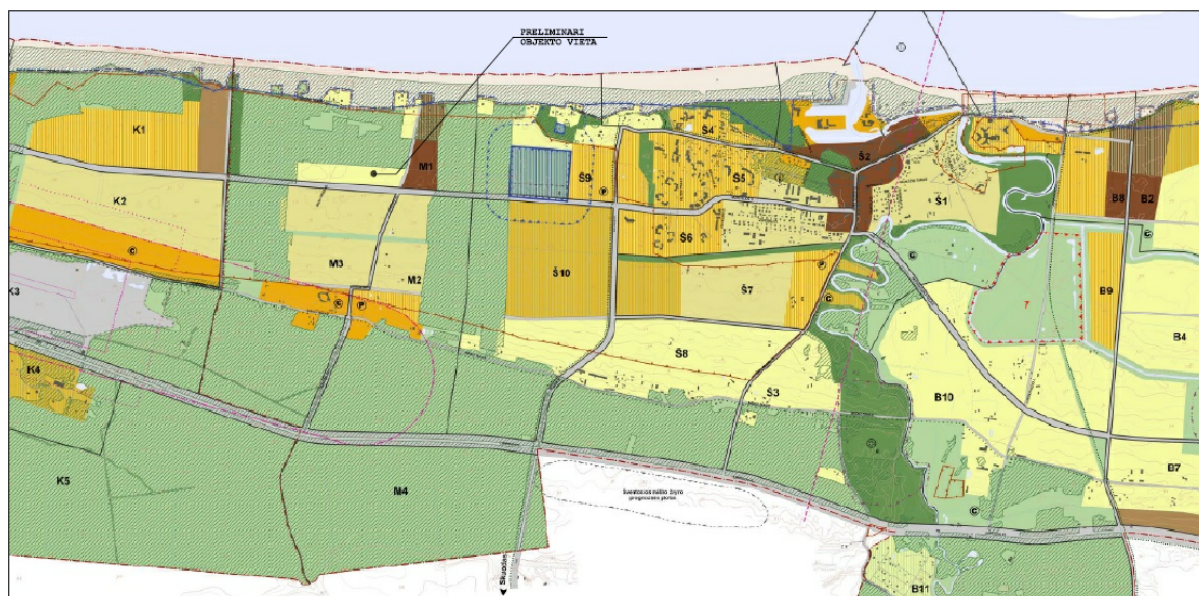 PRELIMINARI
OBJEKTO VIETA
K1
M1
Š4
Š2
Š9
Š5
Š1
B8
B2
K2
Š6
M3
M2
Š10
Š7
B9
K3
B4
K4
Š8
Š3
B10
K5
M4
B7
Skuodas
B11